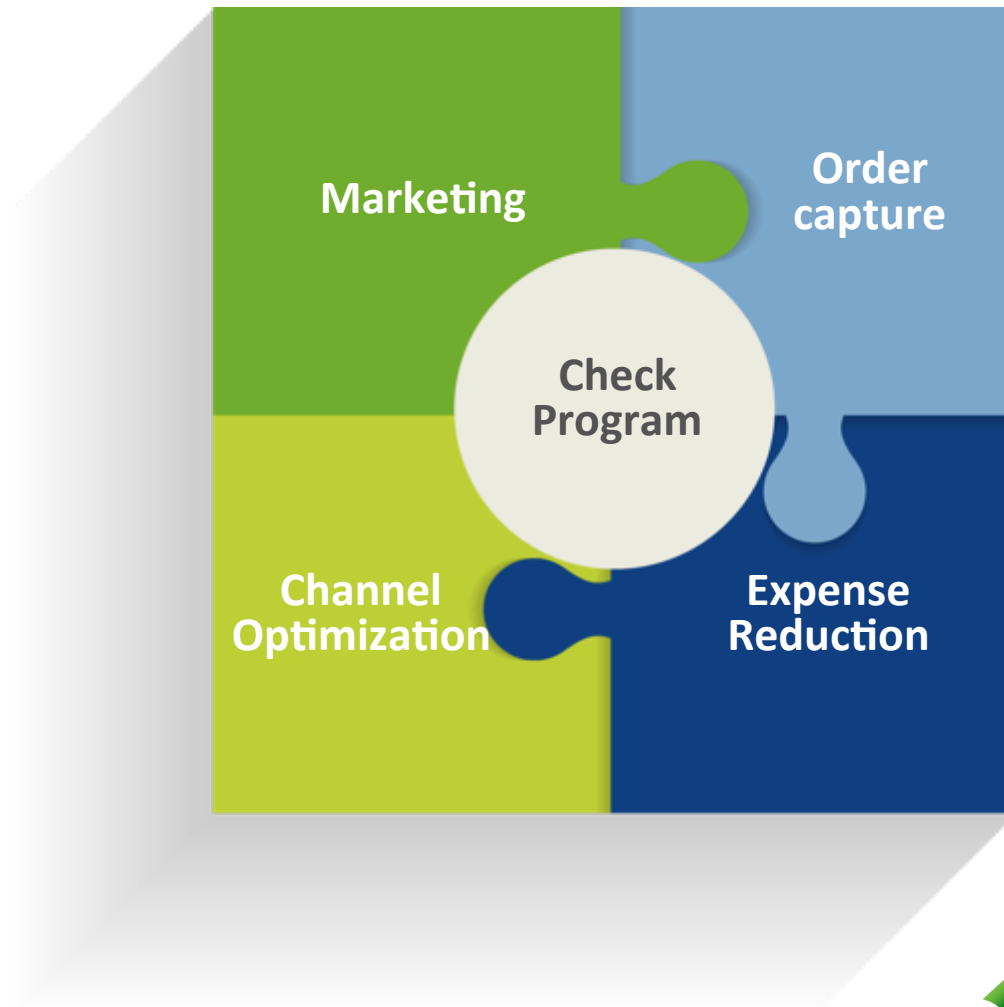 Marketing
Order
capture
Check
Program
Channel
Optimization
Expense
Reduction